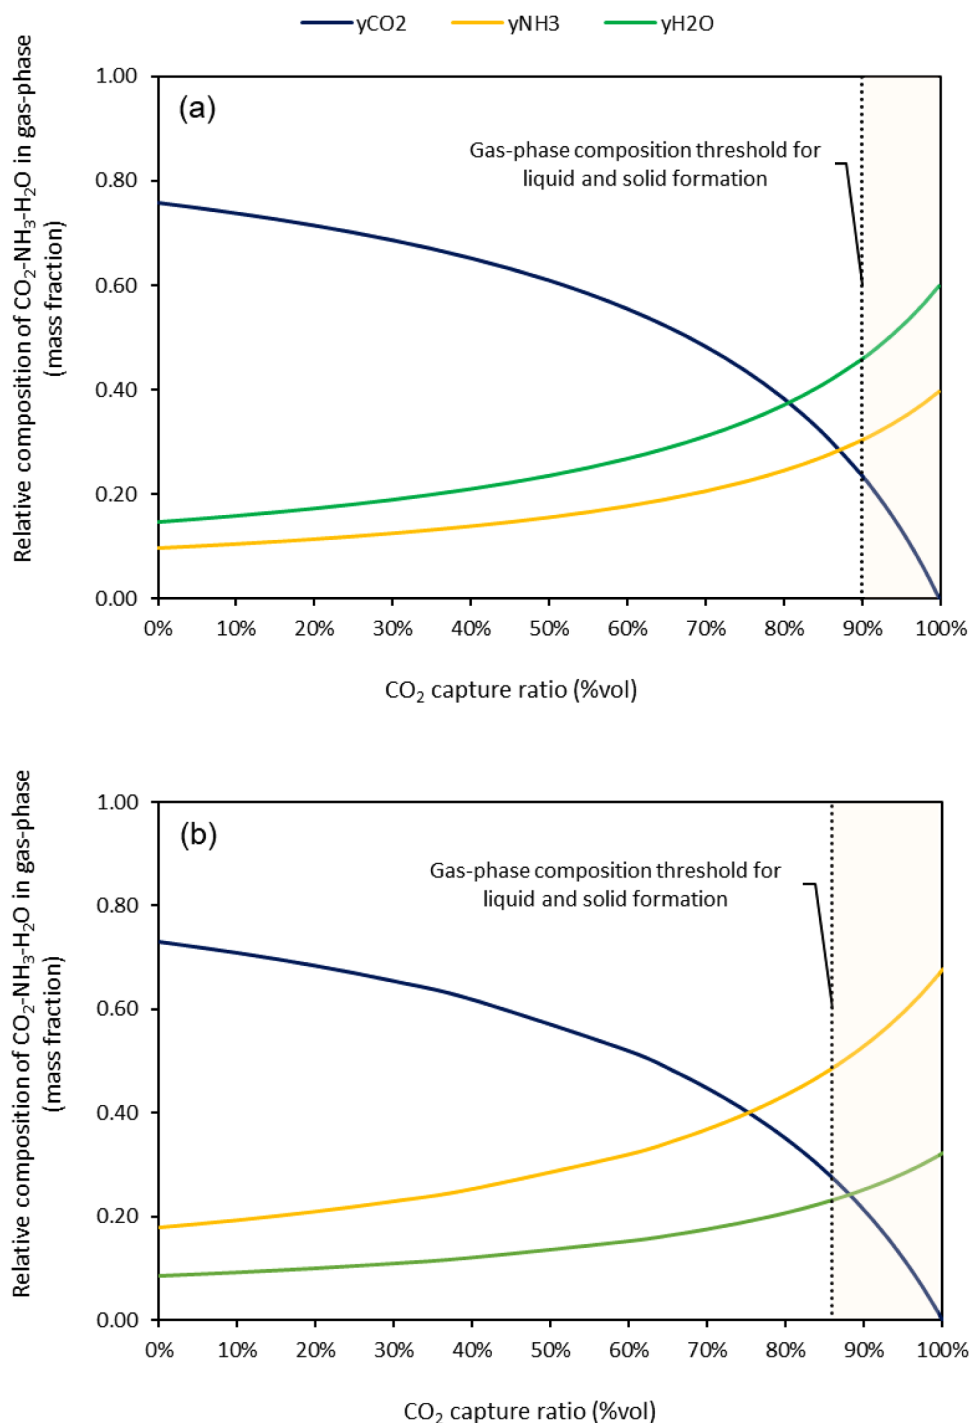 yCO2 yNH3 yH2O
Relative composition of CO₂-NH₃-H₂O in gas-phase
(mass fraction)
1.00
0.80
0.60
0.40
0.20
0.00
(a)
Gas-phase composition threshold for
liquid and solid formation
0% 10% 20% 30% 40% 50% 60% 70% 80% 90% 100%
CO₂ capture ratio (%vol)
Relative composition of CO₂-NH₃-H₂O in gas-phase
(mass fraction)
1.00
0.80
0.60
0.40
0.20
0.00
(b)
Gas-phase composition threshold for
liquid and solid formation
0% 10% 20% 30% 40% 50% 60% 70% 80% 90% 100%
CO₂ capture ratio (%vol)